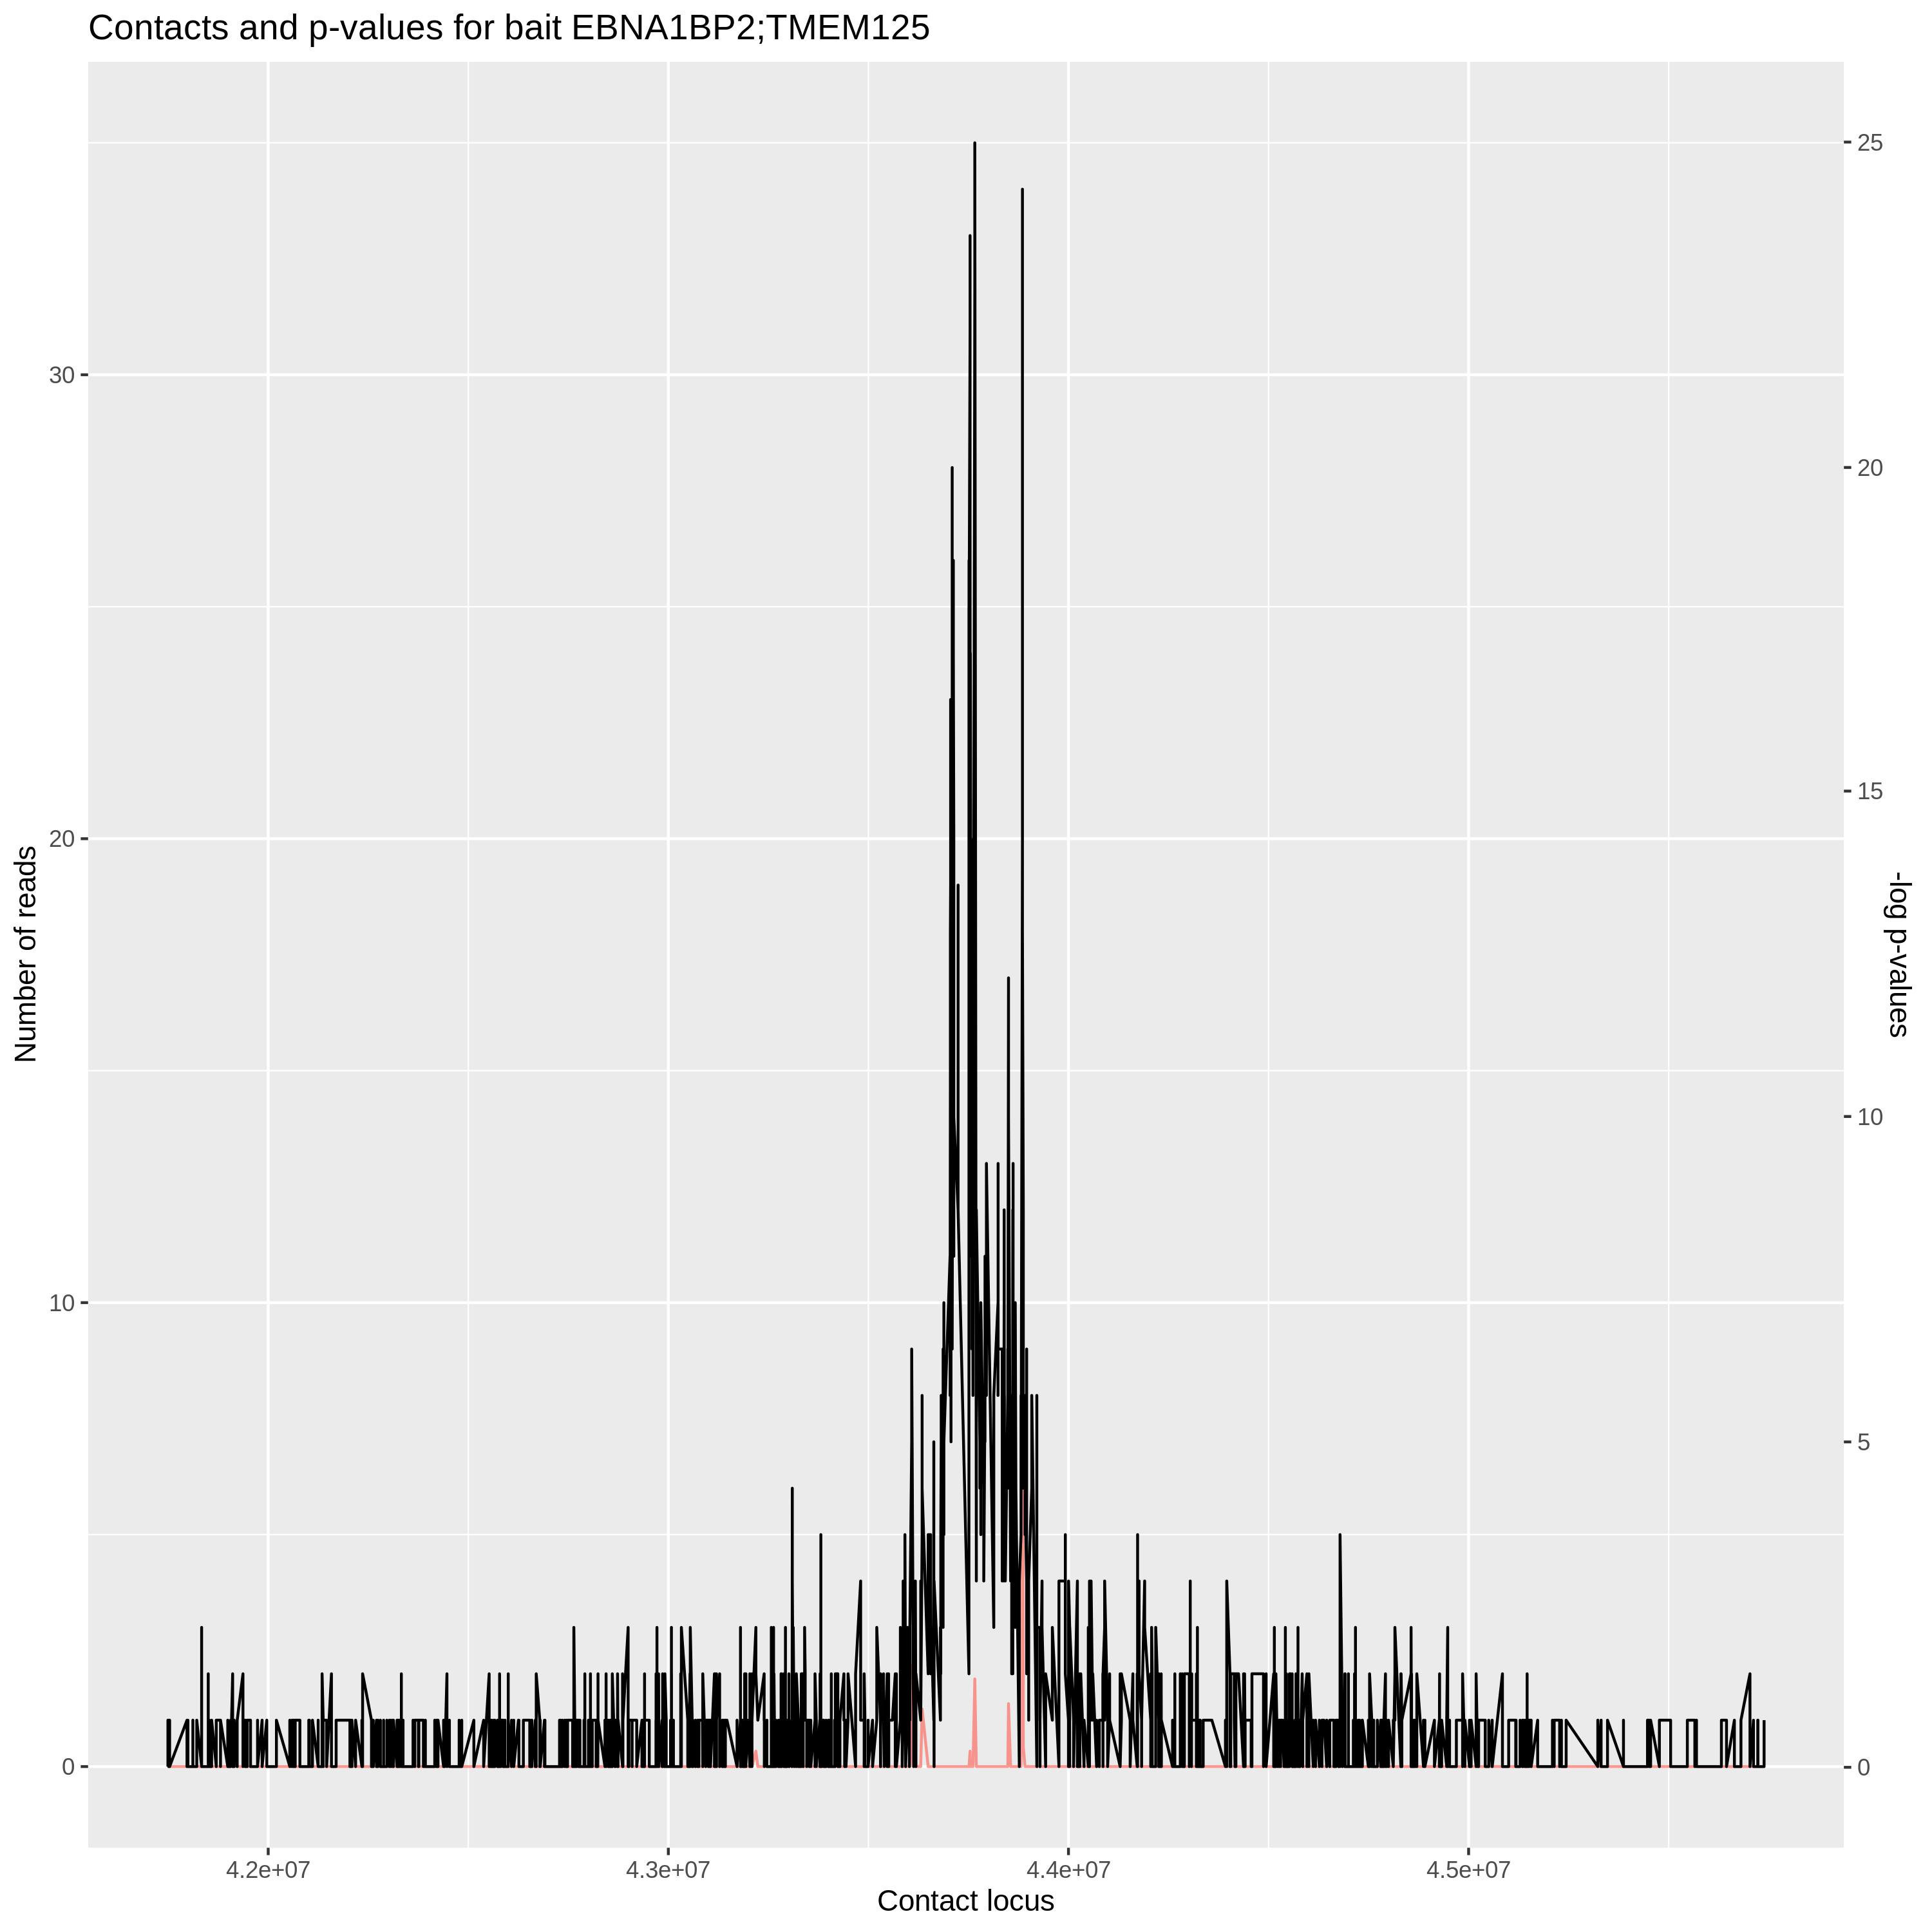 Contacts and p-values for bait EBNA1BP2;TMEM125
30
20
10
0
Number of reads
25
20
15
10
5
0
-log p-values
4.2e+07 4.3e+07 4.4e+07 4.5e+07
Contact locus